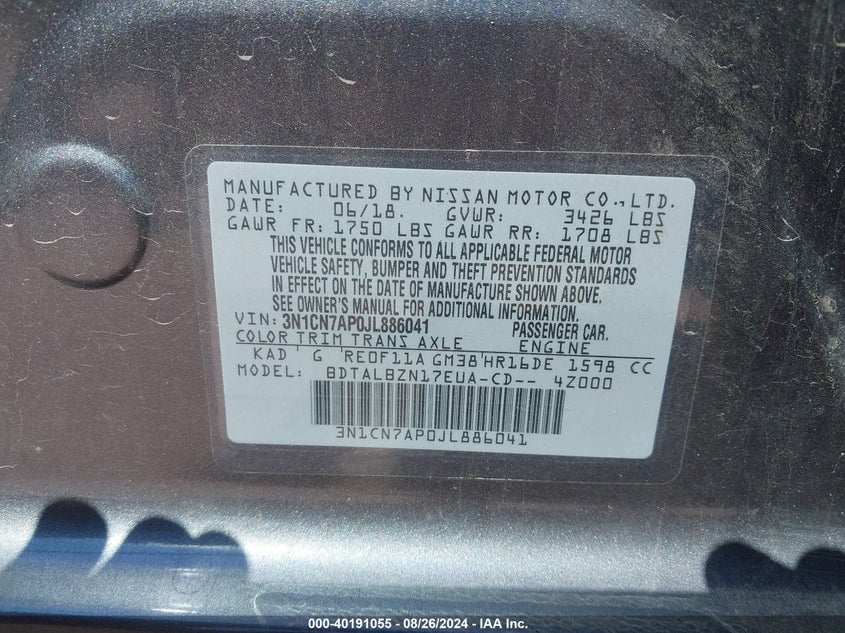 MANUFACTURED BY NISSAN MOTOR CO., LTD.
DATE: 06/18. GVWR: 3426 LBS
GAWR FR: 1750 LBS GAWR RR: 1708 LBS
THIS VEHICLE CONFORMS TO ALL APPLICABLE FEDERAL MOTOR
VEHICLE SAFETY, BUMPER AND THEFT PREVENTION STANDARDS
IN EFFECT ON THE DATE OF MANUFACTURE SHOWN ABOVE.
SEE OWNER'S MANUAL FOR ADDITIONAL INFORMATION.
VIN: 3N1CN7AP0JL886041 PASSENGER CAR.
COLOR TRIM TRANS AXLE ENGINE
KAD G RE0F11A GM38 HR16DE 1598 CC
MODEL: BDTALBZN17EUA-CD-- 4Z000
3N1CN7AP0JL886041
000-40191055 - 08/26/2024 - IAA Inc.